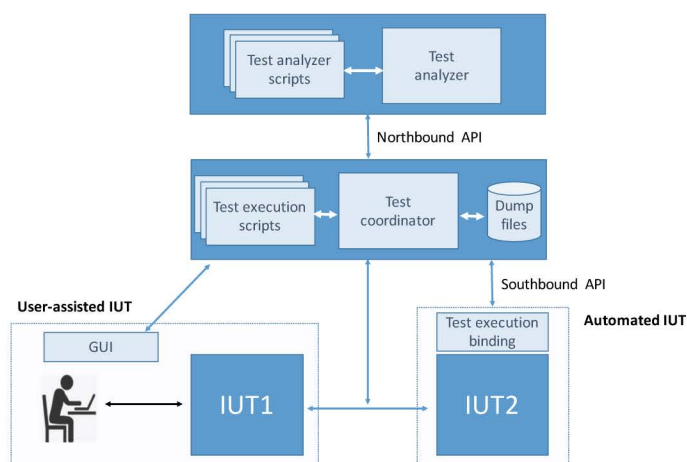 Test analyzer
scripts
Test
analyzer
Northbound API
Test execution
scripts
Test
coordinator
Dump
files
Southbound API
User-assisted IUT
Automated IUT
GUI
Test execution
binding
IUT1
IUT2